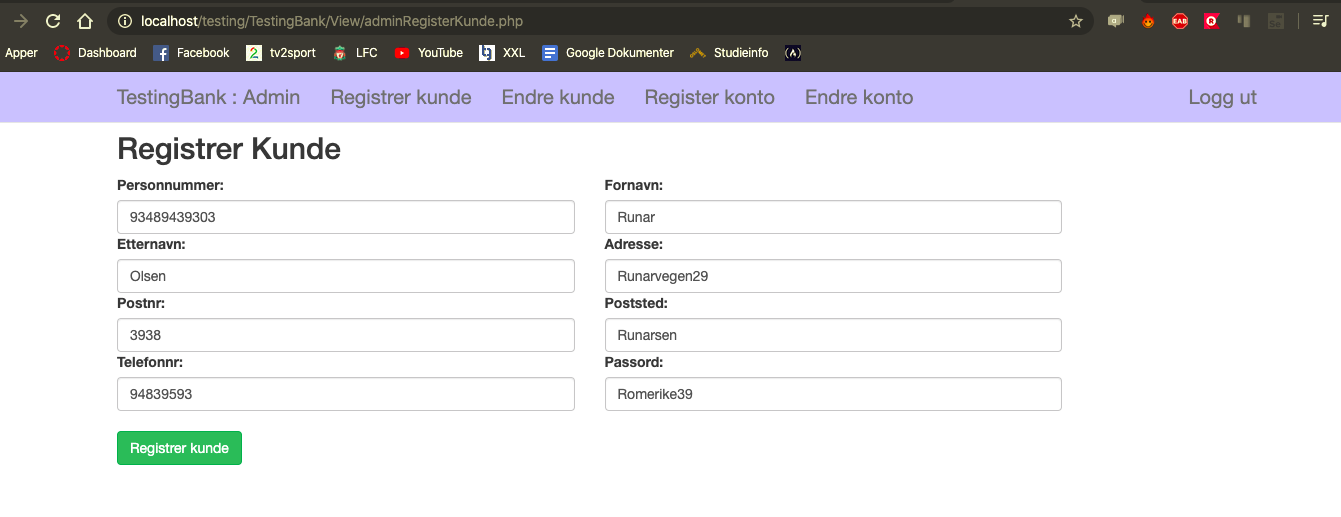 localhost/testing/TestingBank/View/adminRegisterKunde.php
Apper Dashboard Facebook 2 tv2sport LFC YouTube XXL Google Dokumenter Studieinfo (A)
TestingBank : Admin Registrer kunde Endre kunde Register konto Endre konto Logg ut
Registrer Kunde
Personnummer: Fornavn:
93489439303 Runar
Etternavn: Adresse:
Olsen Runarvegen29
Postnr: Poststed:
3938 Runarsen
Telefonnr: Passord:
94839593 Romerike39
Registrer kunde